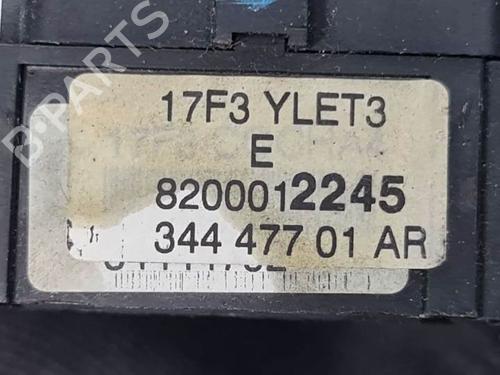 17F3 YLET3
E
8200012245
344 477 01 AR
B-PARTS